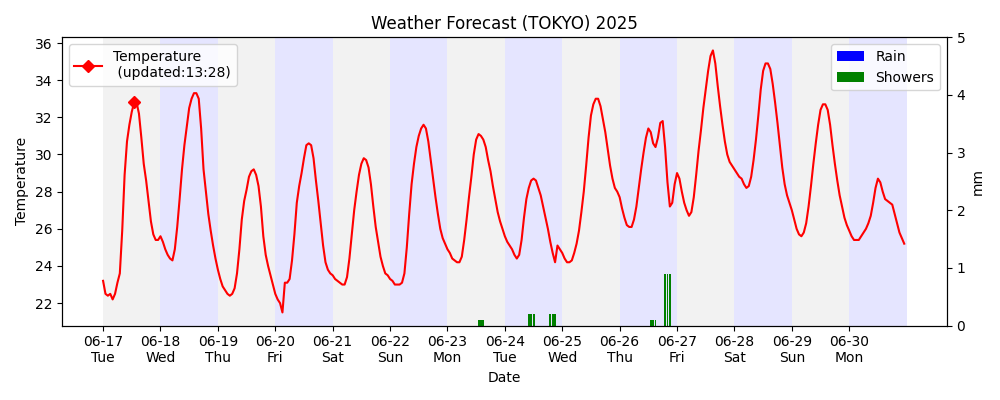 Weather Forecast (TOKYO) 2025
Temperature
(updated:13:28)
Rain
Showers
36
34
32
30
28
26
24
22
Temperature
5
4
3
2
1
0
mm
06-17 06-18 06-19 06-20 06-21 06-22 06-23 06-24 06-25 06-26 06-27 06-28 06-29 06-30
Tue Wed Thu Fri Sat Sun Mon Tue Wed Thu Fri Sat Sun Mon
Date